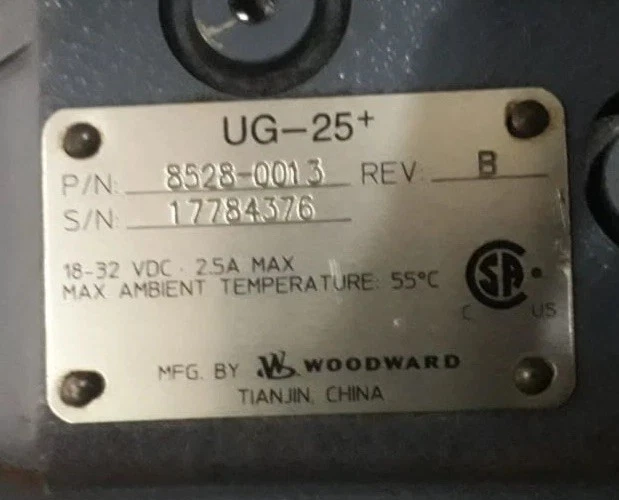 UG-25+
P/N: 8528-0013 REV. B
S/N: 17784376
18-32 VDC · 2.5A MAX
MAX AMBIENT TEMPERATURE: 55°C
SA ®
C US
MFG. BY W WOODWARD
TIANJIN, CHINA